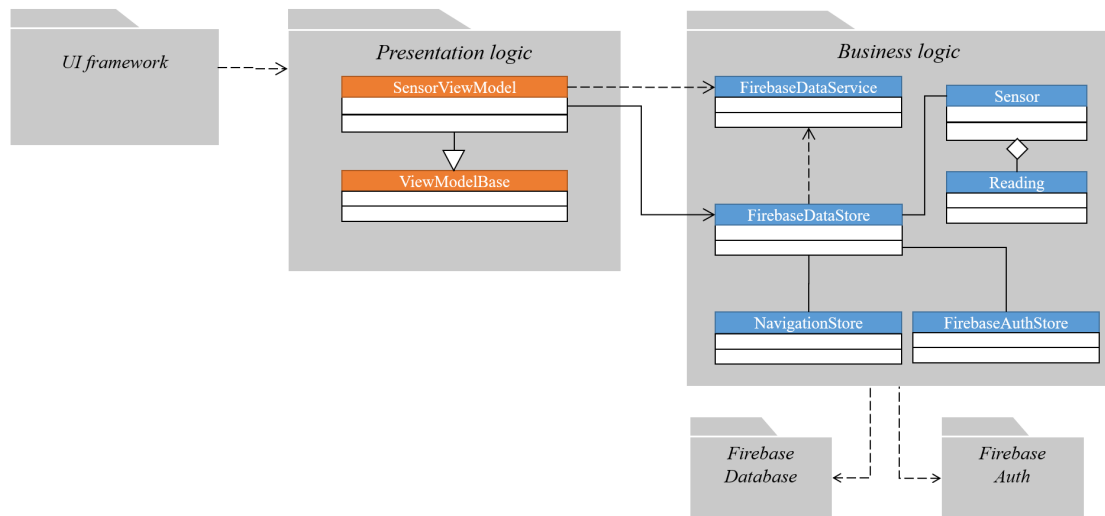 UI framework
Presentation logic
SensorViewModel
ViewModelBase
Business logic
FirebaseDataService
Sensor
Reading
FirebaseDataStore
NavigationStore
FirebaseAuthStore
Firebase
Database
Firebase
Auth